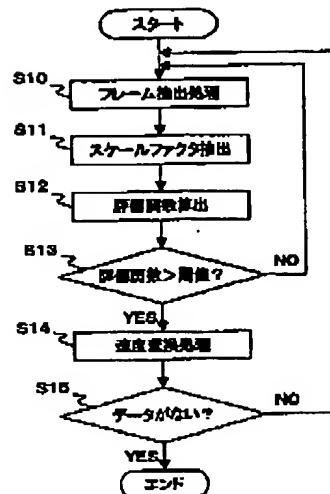 スタート
S10
フレーム抽出処理
S11
スケールファクタ抽出
S12
評価関数算出
S13
評価関数＞閾値？
NO
YES
S14
速度変換処理
S15
データがない？
NO
YES
エンド